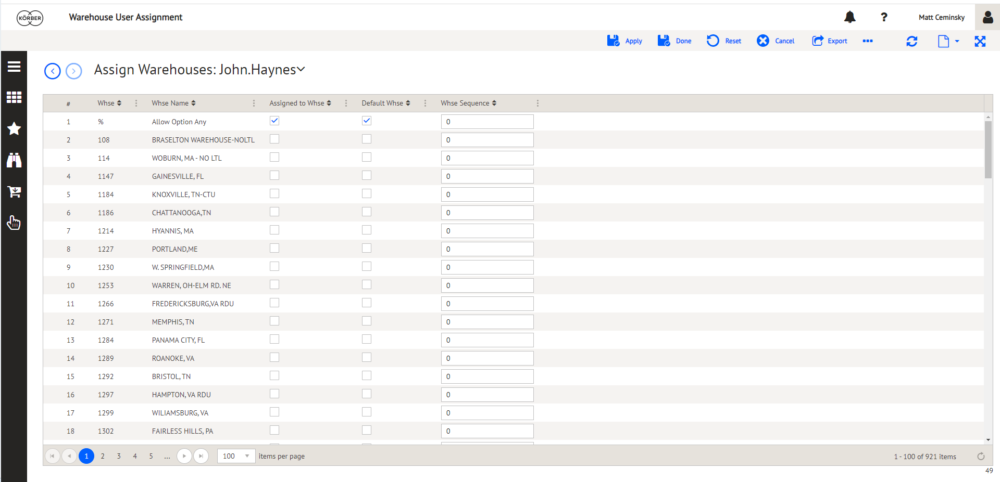 KÖRBER Warehouse User Assignment ? Matt Ceminsky
Apply Done Reset Cancel Export
Assign Warehouses: John.Haynes
# Whse Whse Name Assigned to Whse Default Whse Whse Sequence
1 % Allow Option Any 0
2 108 BRASELTON WAREHOUSE-NOLTL 0
3 114 WOBURN, MA - NO LTL 0
4 1147 GAINESVILLE, FL 0
5 1184 KNOXVILLE, TN-CTU 0
6 1186 CHATTANOOGA,TN 0
7 1214 HYANNIS, MA 0
8 1227 PORTLAND,ME 0
9 1230 W. SPRINGFIELD,MA 0
10 1253 WARREN, OH-ELM RD. NE 0
11 1266 FREDERICKSBURG,VA RDU 0
12 1271 MEMPHIS, TN 0
13 1284 PANAMA CITY, FL 0
14 1289 ROANOKE, VA 0
15 1292 BRISTOL, TN 0
16 1297 HAMPTON, VA RDU 0
17 1299 WILIAMSBURG, VA 0
18 1302 FAIRLESS HILLS, PA 0
1 2 3 4 5 ... 100 items per page 1 - 100 of 921 items
49